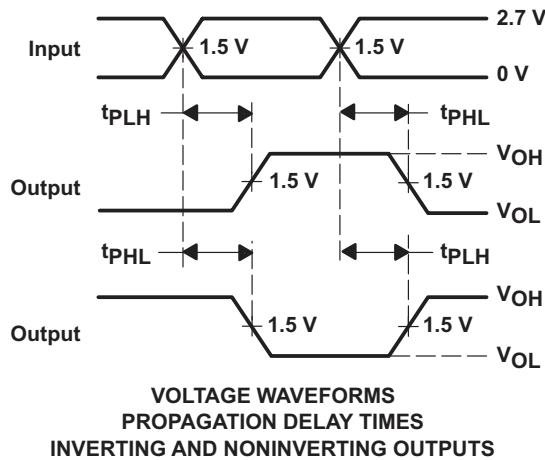 2.7 V
Input 1.5 V 1.5 V
0 V
tPLH tPHL
VOH
Output 1.5 V 1.5 V
VOL
tPHL tPLH
VOH
Output 1.5 V 1.5 V
VOL
VOLTAGE WAVEFORMS
PROPAGATION DELAY TIMES
INVERTING AND NONINVERTING OUTPUTS